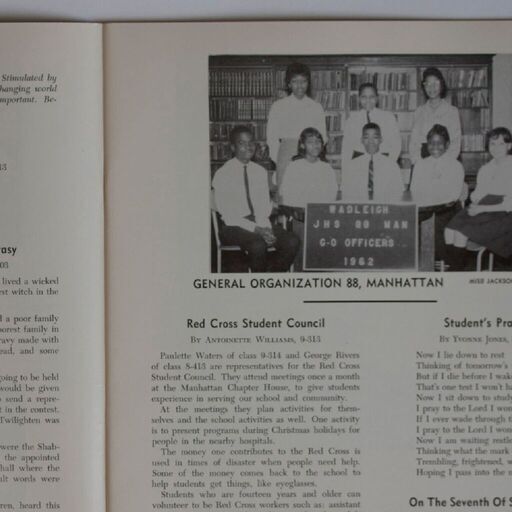 Stimulated by
hanging world
mportant. Be-
asy
03
lived a wicked
est witch in the
d a poor family
oorest family in
ravy made with
ead, and some
going to be held
would be given
o send a repre-
t in the contest.
Twilighten was
were the Shab-
the appointed
hall where the
ult words were
ren, heard this
WADLEIGH
JHS 88 MAN
G-O OFFICERS
1962
GENERAL ORGANIZATION 88, MANHATTAN
MISS JACKSO
Red Cross Student Council
By Antoinette Williams, 9-313
Paulette Waters of class 9-314 and George Rivers
of class 8-413 are representatives for the Red Cross
Student Council. They attend meetings once a month
at the Manhattan Chapter House, to give students
experience in serving our school and community.
At the meetings they plan activities for them-
selves and the school activities as well. One activity
is to present programs during Christmas holidays for
people in the nearby hospitals.
The money one contributes to the Red Cross is
used in times of disaster when people need help.
Some of the money comes back to the school to
help students get things, like eyeglasses.
Students who are fourteen years and older can
volunteer to be Red Cross workers such as: assistant
Student's Pra
By Yvonne Jones,
Now I lie down to rest
Thinking of tomorrow's
But if I die before I wak
That's one test I won't ha
Now I sit down to study
I pray to the Lord I won
If I ever wade through t
I pray to the Lord I won
Now I am waiting restle
Thinking what the mark
Trembling, frightened, w
Hoping I pass into the n
On The Seventh Of S